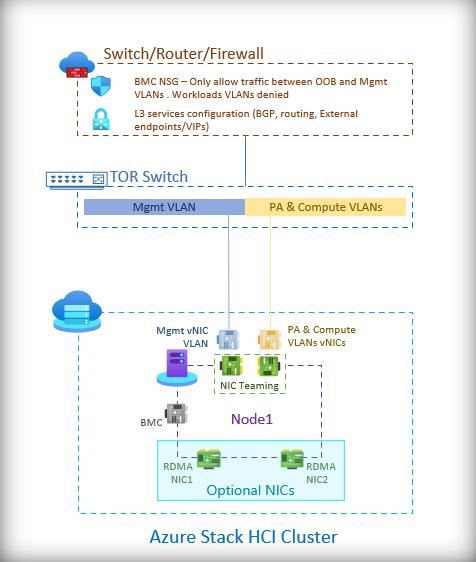 Switch/Router/Firewall
BMC NSG – Only allow traffic between OOB and Mgmt
VLANs . Workloads VLANs denied
L3 services configuration (BGP, routing, External
endpoints/VIPs)
TOR Switch
Mgmt VLAN
PA & Compute VLANs
Mgmt vNIC
VLAN
PA & Compute
VLANs vNICs
NIC Teaming
BMC
Node1
RDMA
NIC1
RDMA
NIC2
Optional NICs
Azure Stack HCI Cluster